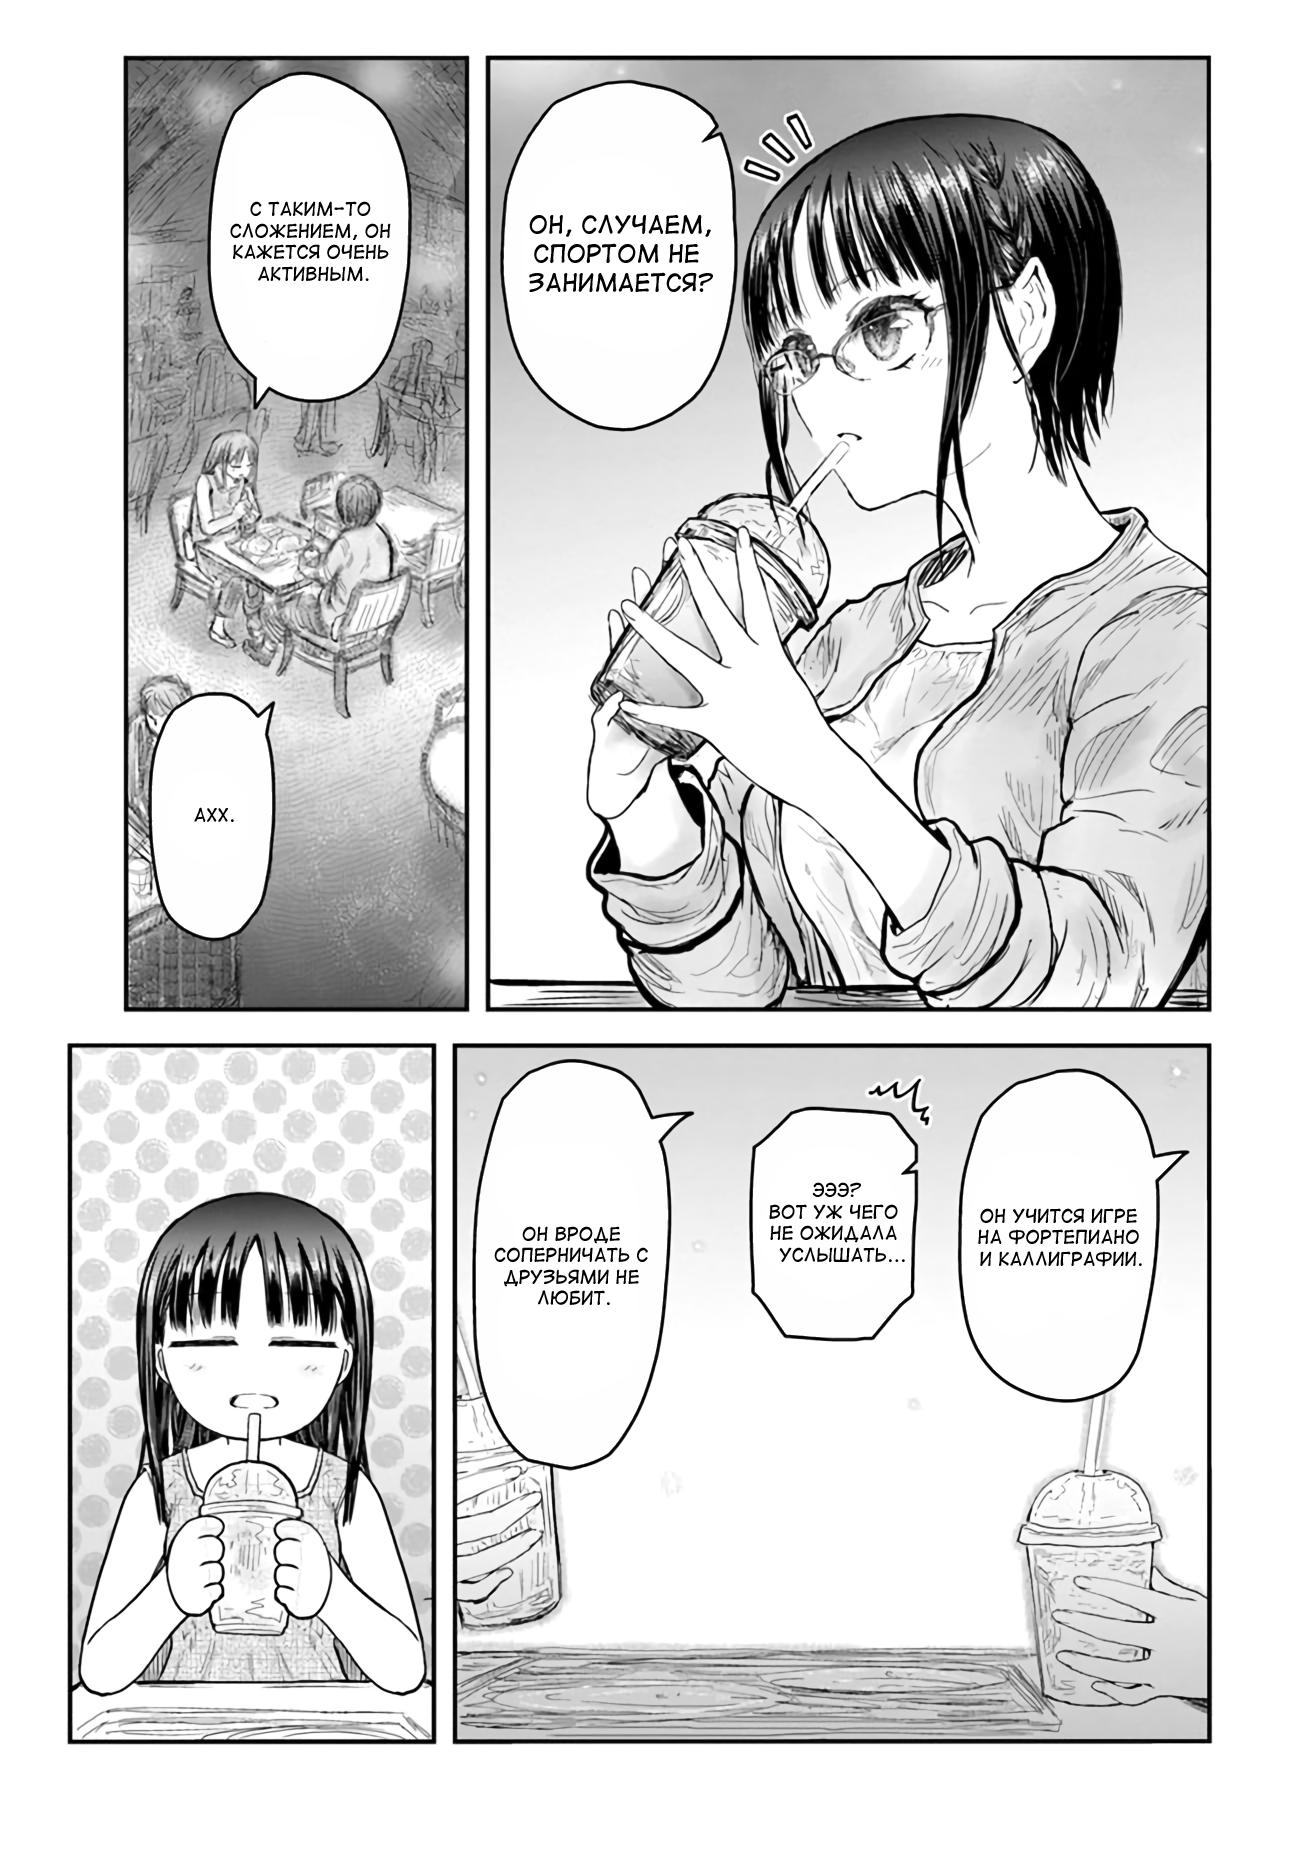 ОН, СЛУЧАЕМ,
СПОРТОМ НЕ
ЗАНИМАЕТСЯ?
С ТАКИМ-ТО
СЛОЖЕНИЕМ, ОН
КАЖЕТСЯ ОЧЕНЬ
АКТИВНЫМ.
АХХ.
ОН УЧИТСЯ ИГРЕ
НА ФОРТЕПИАНО
И КАЛЛИГРАФИИ.
ЭЭЭ?
ВОТ УЖ ЧЕГО
НЕ ОЖИДАЛА
УСЛЫШАТЬ...
ОН ВРОДЕ
СОПЕРНИЧАТЬ С
ДРУЗЬЯМИ НЕ
ЛЮБИТ.